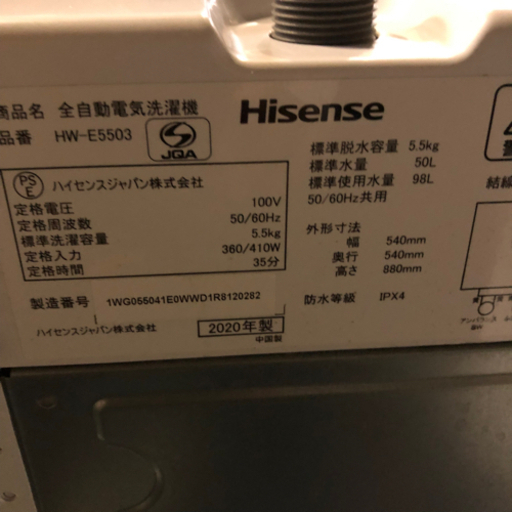 商品名 全自動電気洗濯機
品番 HW-E5503
JQA
Hisense
PS
E
ハイセンスジャパン株式会社
定格電圧 100V
定格周波数 50/60Hz
標準洗濯容量 5.5kg
定格入力 360/410W
定格時間 35分
製造番号 1WG055041E0WWD1R8120282
ハイセンスジャパン株式会社 2020年製
中国製
標準脱水容量 5.5kg
標準水量 50L
標準使用水量 98L
50/60Hz共用
外形寸法
幅 540mm
奥行 540mm
高さ 880mm
防水等級 IPX4
結線